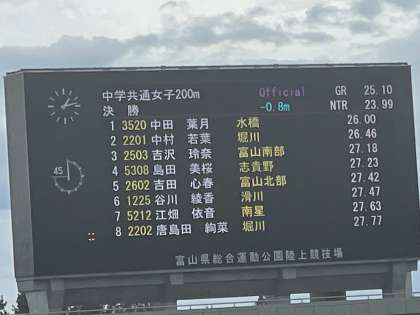 中学共通女子200m Official GR 25.10
決 勝 -0.8m NTR 23.99
1 3520 中田 葉月 水橋 26.00
2 2201 中村 若葉 堀川 26.46
3 2503 吉沢 玲奈 富山南部 27.18
4 5308 島田 美桜 志貴野 27.23
5 2602 吉田 心春 富山北部 27.42
6 1225 谷川 綾香 滑川 27.47
7 5212 江畑 依音 南星 27.63
8 2202 唐島田 絢菜 堀川 27.77
45
富山県総合運動公園陸上競技場